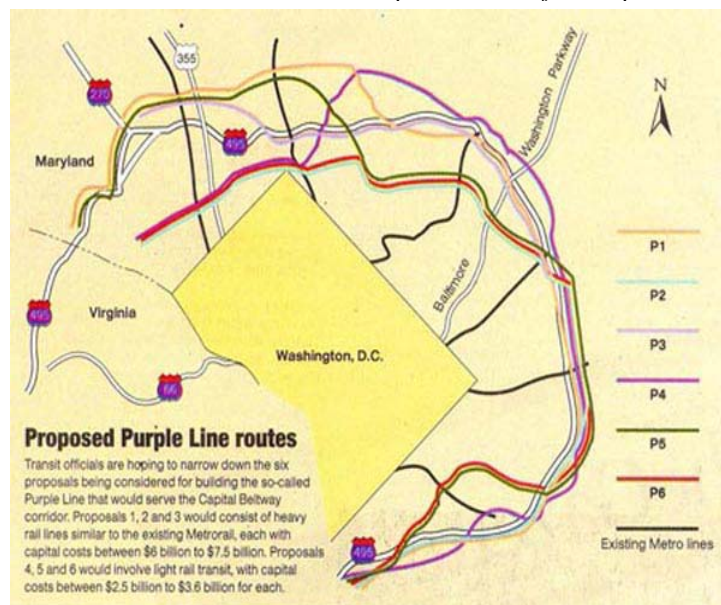 355
270
495
Maryland
Washington Parkway
N
Baltimore
495
Virginia
66
Washington, D.C.
P1
P2
P3
P4
P5
P6
Existing Metro lines
495
Proposed Purple Line routes
Transit officials are hoping to narrow down the six
proposals being considered for building the so-called
Purple Line that would serve the Capital Beltway
corridor. Proposals 1, 2 and 3 would consist of heavy
rail lines similar to the existing Metrorail, each with
capital costs between $6 billion to $7.5 billion. Proposals
4, 5 and 6 would involve light rail transit, with capital
costs between $2.5 billion to $3.6 billion for each.